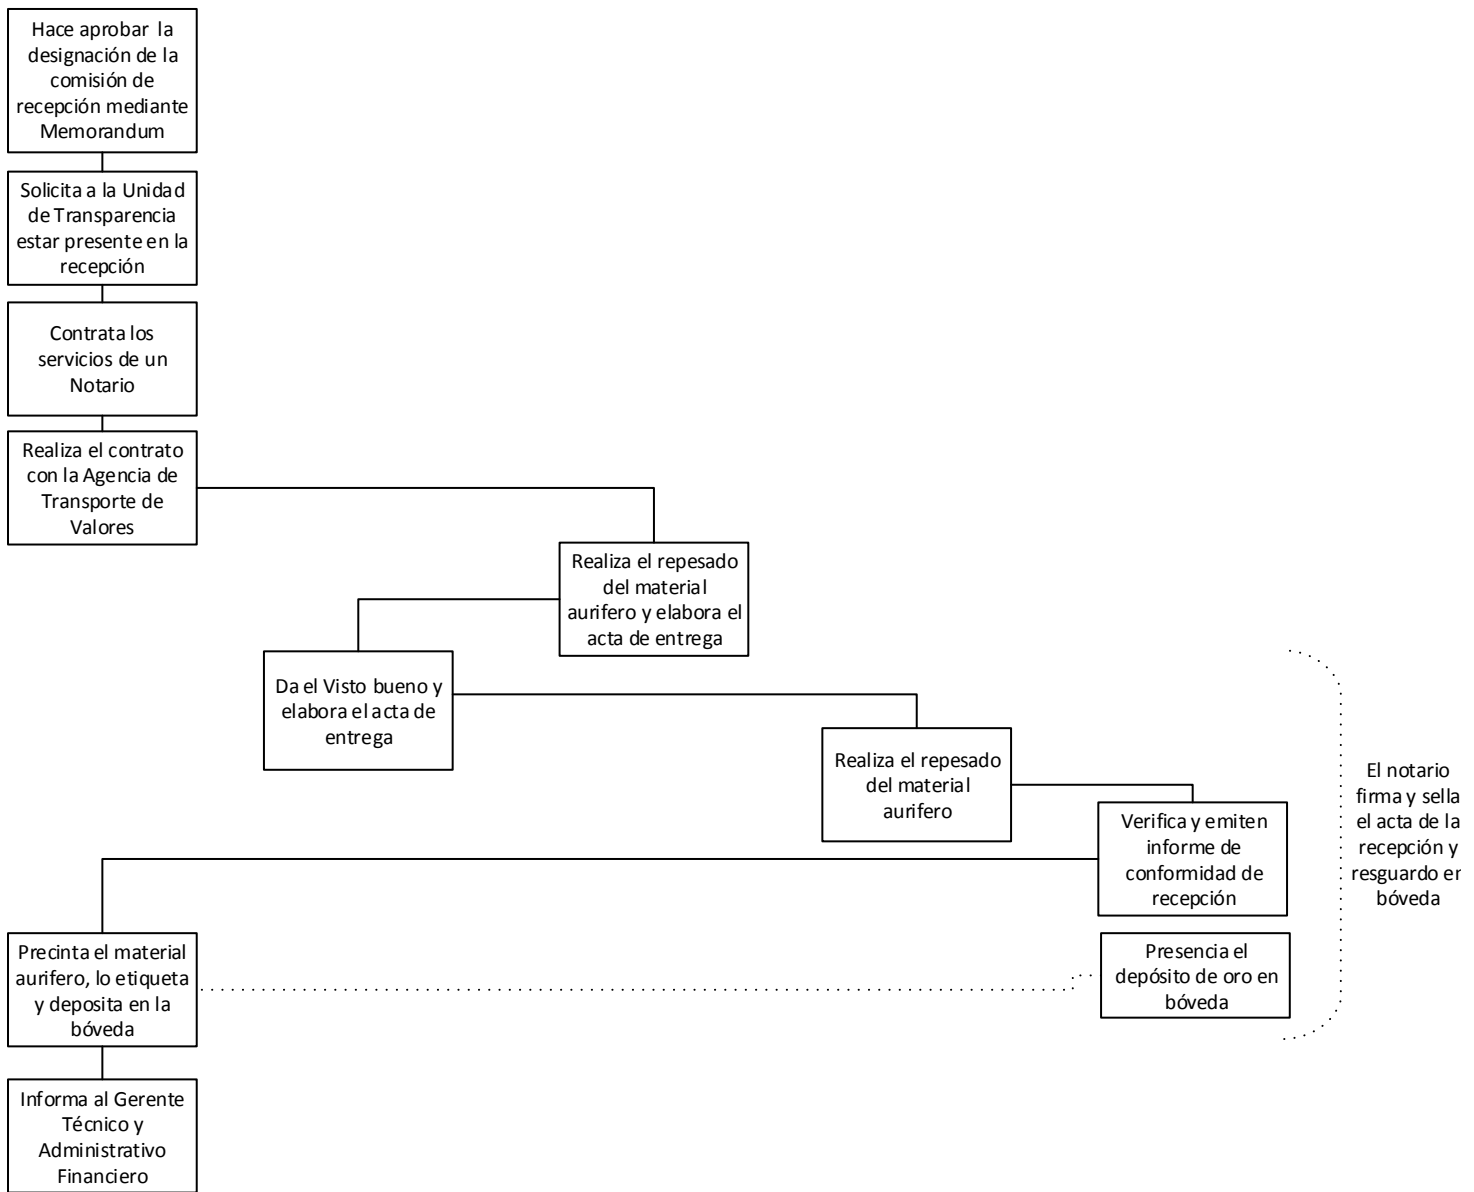 Hace aprobar la
designación de la
comisión de
recepción mediante
Memorandum
Solicita a la Unidad
de Transparencia
estar presente en la
recepción
Contrata los
servicios de un
Notario
Realiza el contrato
con la Agencia de
Transporte de
Valores
Realiza el repesado
del material
aurifero y elabora el
acta de entrega
Da el Visto bueno y
elabora el acta de
entrega
Realiza el repesado
del material
aurifero
Verifica y emiten
informe de
conformidad de
recepción
El notario
firma y sella
el acta de la
recepción y
resguardo en
bóveda
Precinta el material
aurifero, lo etiqueta
y deposita en la
bóveda
Presencia el
depósito de oro en
bóveda
Informa al Gerente
Técnico y
Administrativo
Financiero